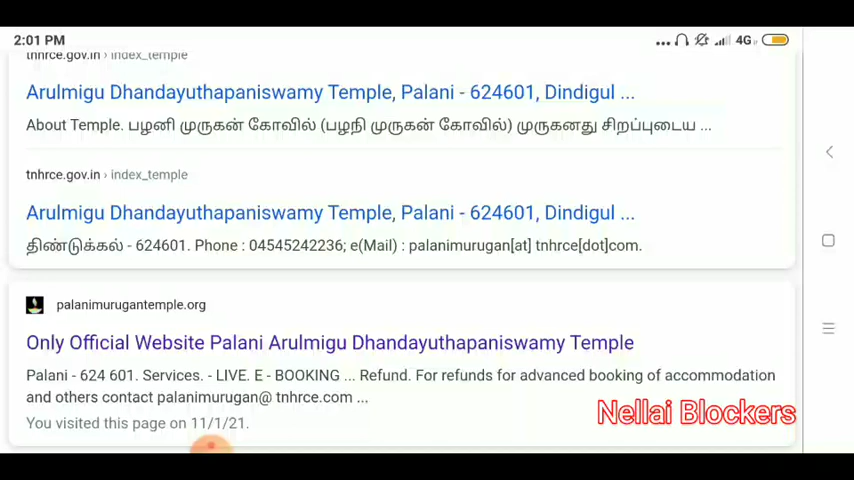 2:01 PM
4G
tnhrce.gov.in › index_temple
Arulmigu Dhandayuthapaniswamy Temple, Palani - 624601, Dindigul ...
About Temple. பழனி முருகன் கோவில் (பழநி முருகன் கோவில்) முருகனது சிறப்புடைய ...
tnhrce.gov.in › index_temple
Arulmigu Dhandayuthapaniswamy Temple, Palani - 624601, Dindigul ...
திண்டுக்கல் - 624601. Phone : 04545242236; e(Mail) : palanimurugan[at] tnhrce[dot]com.
palanimurugantemple.org
Only Official Website Palani Arulmigu Dhandayuthapaniswamy Temple
Palani - 624 601. Services. - LIVE. E - BOOKING ... Refund. For refunds for advanced booking of accommodation
and others contact palanimurugan@ tnhrce.com ...
Nellai Blockers
You visited this page on 11/1/21.